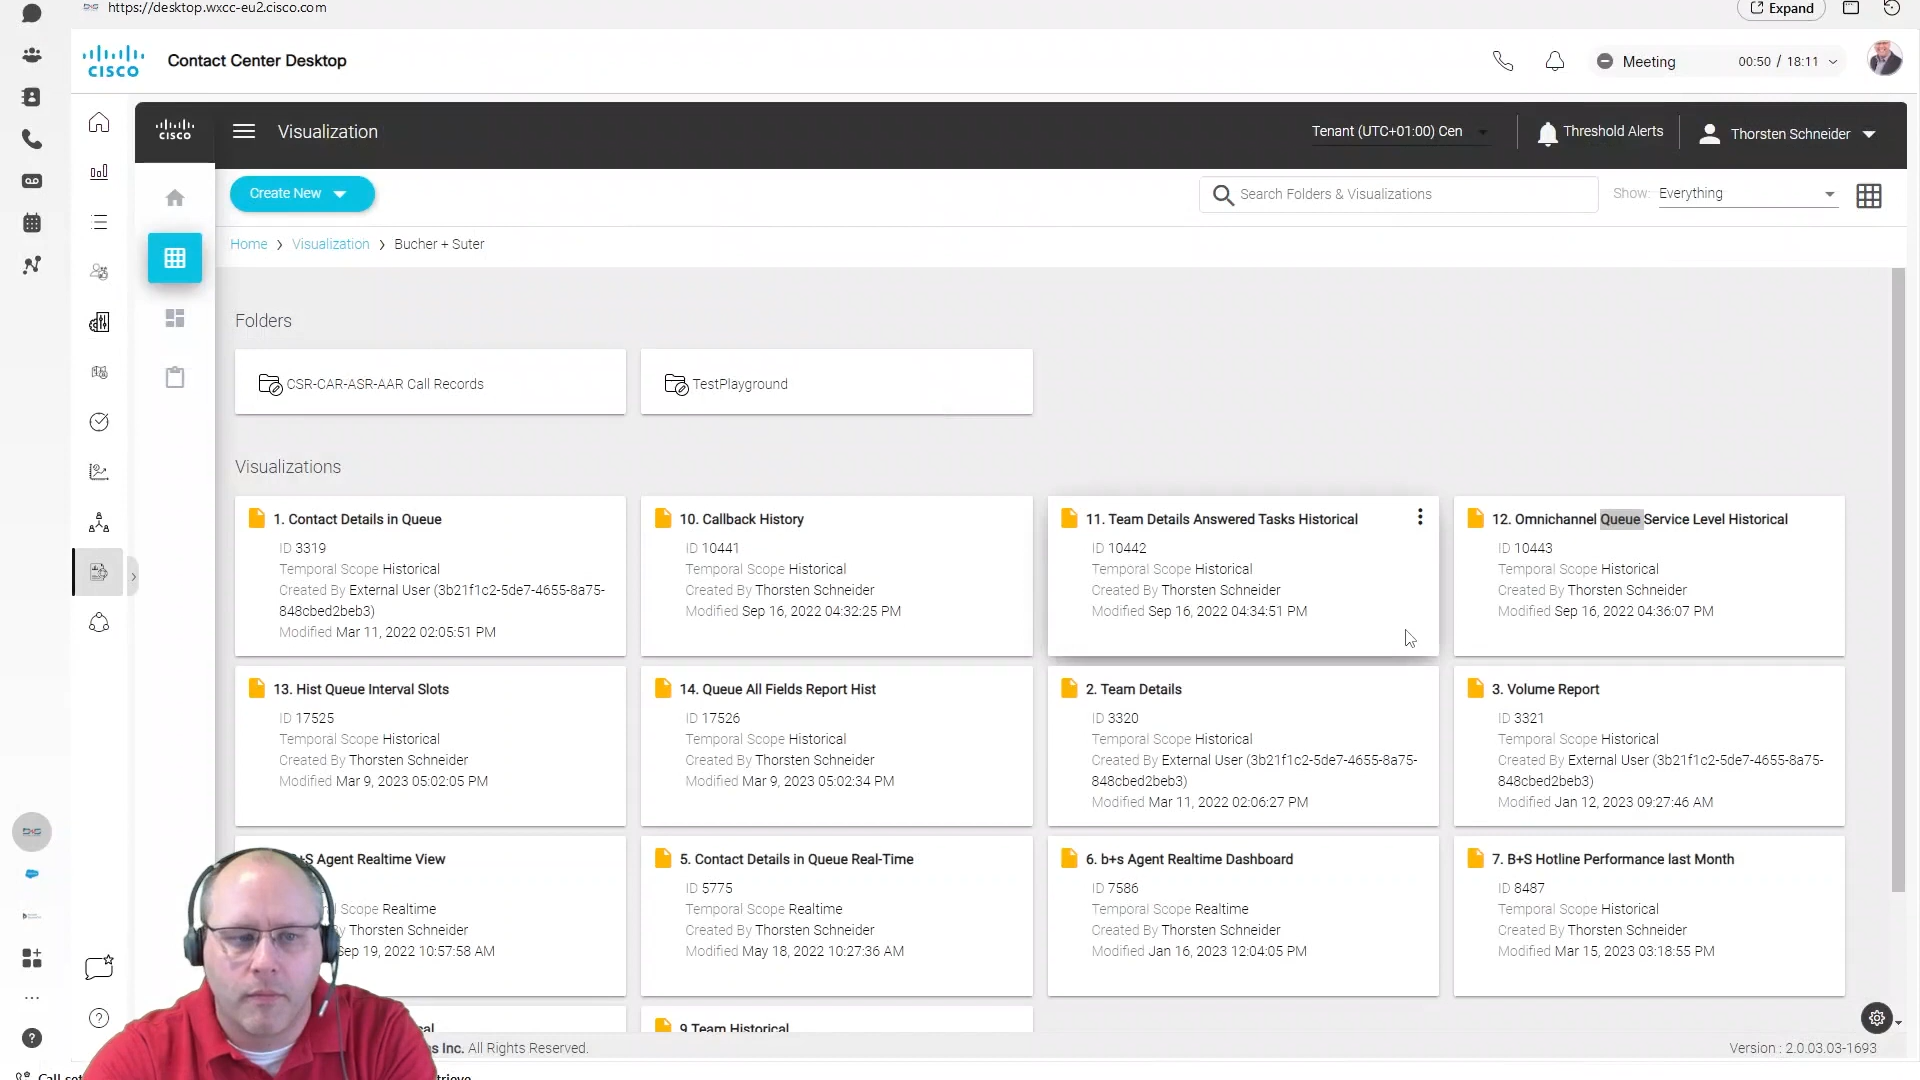 https://desktop.wxcc-eu2.cisco.com
Expand
CISCO
Contact Center Desktop
Meeting
00:50 / 18:11
CISCO
Visualization
Tenant (UTC+01:00) Cen
Threshold Alerts
Thorsten Schneider
Create New
Search Folders & Visualizations
Show: Everything
Home > Visualization > Bucher + Suter
Folders
CSR-CAR-ASR-AAR Call Records
TestPlayground
Visualizations
1. Contact Details in Queue
ID 3319
Temporal Scope Historical
Created By External User (3b21f1c2-5de7-4655-8a75-
848cbed2beb3)
Modified Mar 11, 2022 02:05:51 PM
10. Callback History
ID 10441
Temporal Scope Historical
Created By Thorsten Schneider
Modified Sep 16, 2022 04:32:25 PM
11. Team Details Answered Tasks Historical
ID 10442
Temporal Scope Historical
Created By Thorsten Schneider
Modified Sep 16, 2022 04:34:51 PM
12. Omnichannel Queue Service Level Historical
ID 10443
Temporal Scope Historical
Created By Thorsten Schneider
Modified Sep 16, 2022 04:36:07 PM
13. Hist Queue Interval Slots
ID 17525
Temporal Scope Historical
Created By Thorsten Schneider
Modified Mar 9, 2023 05:02:05 PM
14. Queue All Fields Report Hist
ID 17526
Temporal Scope Historical
Created By Thorsten Schneider
Modified Mar 9, 2023 05:02:34 PM
2. Team Details
ID 3320
Temporal Scope Historical
Created By External User (3b21f1c2-5de7-4655-8a75-
848cbed2beb3)
Modified Mar 11, 2022 02:06:27 PM
3. Volume Report
ID 3321
Temporal Scope Historical
Created By External User (3b21f1c2-5de7-4655-8a75-
848cbed2beb3)
Modified Jan 12, 2023 09:27:46 AM
+S Agent Realtime View
Scope Realtime
By Thorsten Schneider
Sep 19, 2022 10:57:58 AM
5. Contact Details in Queue Real-Time
ID 5775
Temporal Scope Realtime
Created By Thorsten Schneider
Modified May 18, 2022 10:27:36 AM
6. b+s Agent Realtime Dashboard
ID 7586
Temporal Scope Realtime
Created By Thorsten Schneider
Modified Jan 16, 2023 12:04:05 PM
7. B+S Hotline Performance last Month
ID 8487
Temporal Scope Historical
Created By Thorsten Schneider
Modified Mar 15, 2023 03:18:55 PM
9 Team Historical
s Inc. All Rights Reserved.
Version : 2.0.03.03-1693